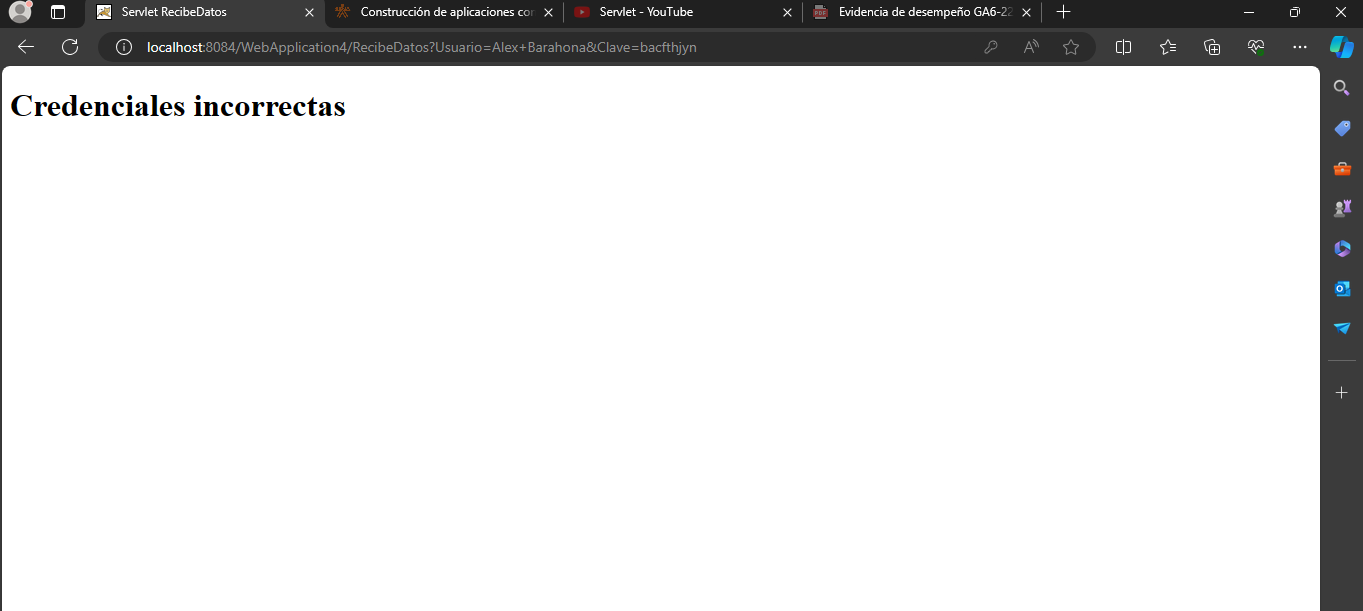 Servlet RecibeDatos
Construcción de aplicaciones con
Servlet - YouTube
Evidencia de desempeño GA6-22
localhost:8084/WebApplication4/RecibeDatos?Usuario=Alex+Barahona&Clave=bacfthjyn
Credenciales incorrectas